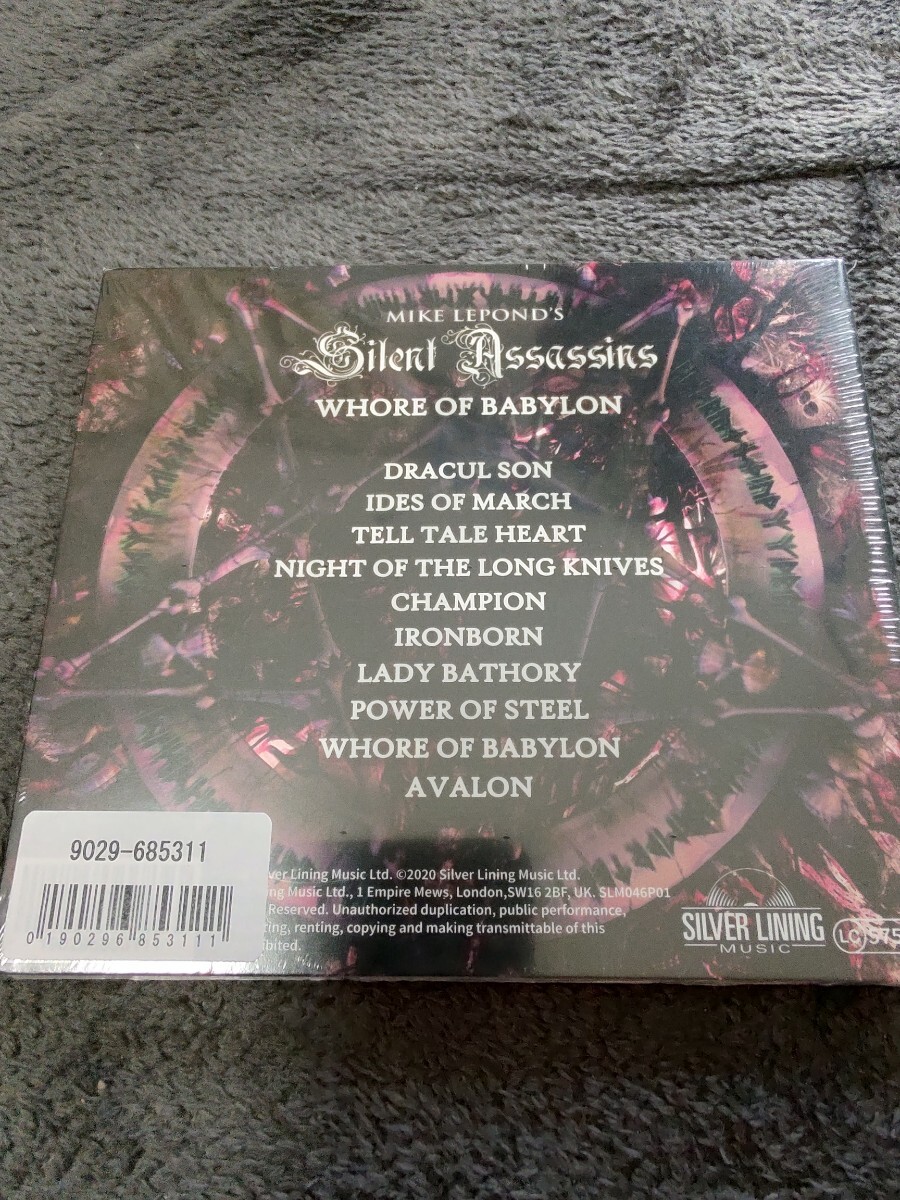 MIKE LEPOND'S
Silent Assassins
WHORE OF BABYLON
DRACUL SON
IDES OF MARCH
TELL TALE HEART
NIGHT OF THE LONG KNIVES
CHAMPION
IRONBORN
LADY BATHORY
POWER OF STEEL
WHORE OF BABYLON
AVALON
9029-685311
0 190296 853111
Lining Music Ltd. ©2020 Silver Lining Music Ltd.
Music Ltd., 1 Empire Mews, London,SW16 2BF, UK. SLM046P01
Reserved. Unauthorized duplication, public performance,
renting, copying and making transmittable of this
SILVER LINING
MUSIC
LC